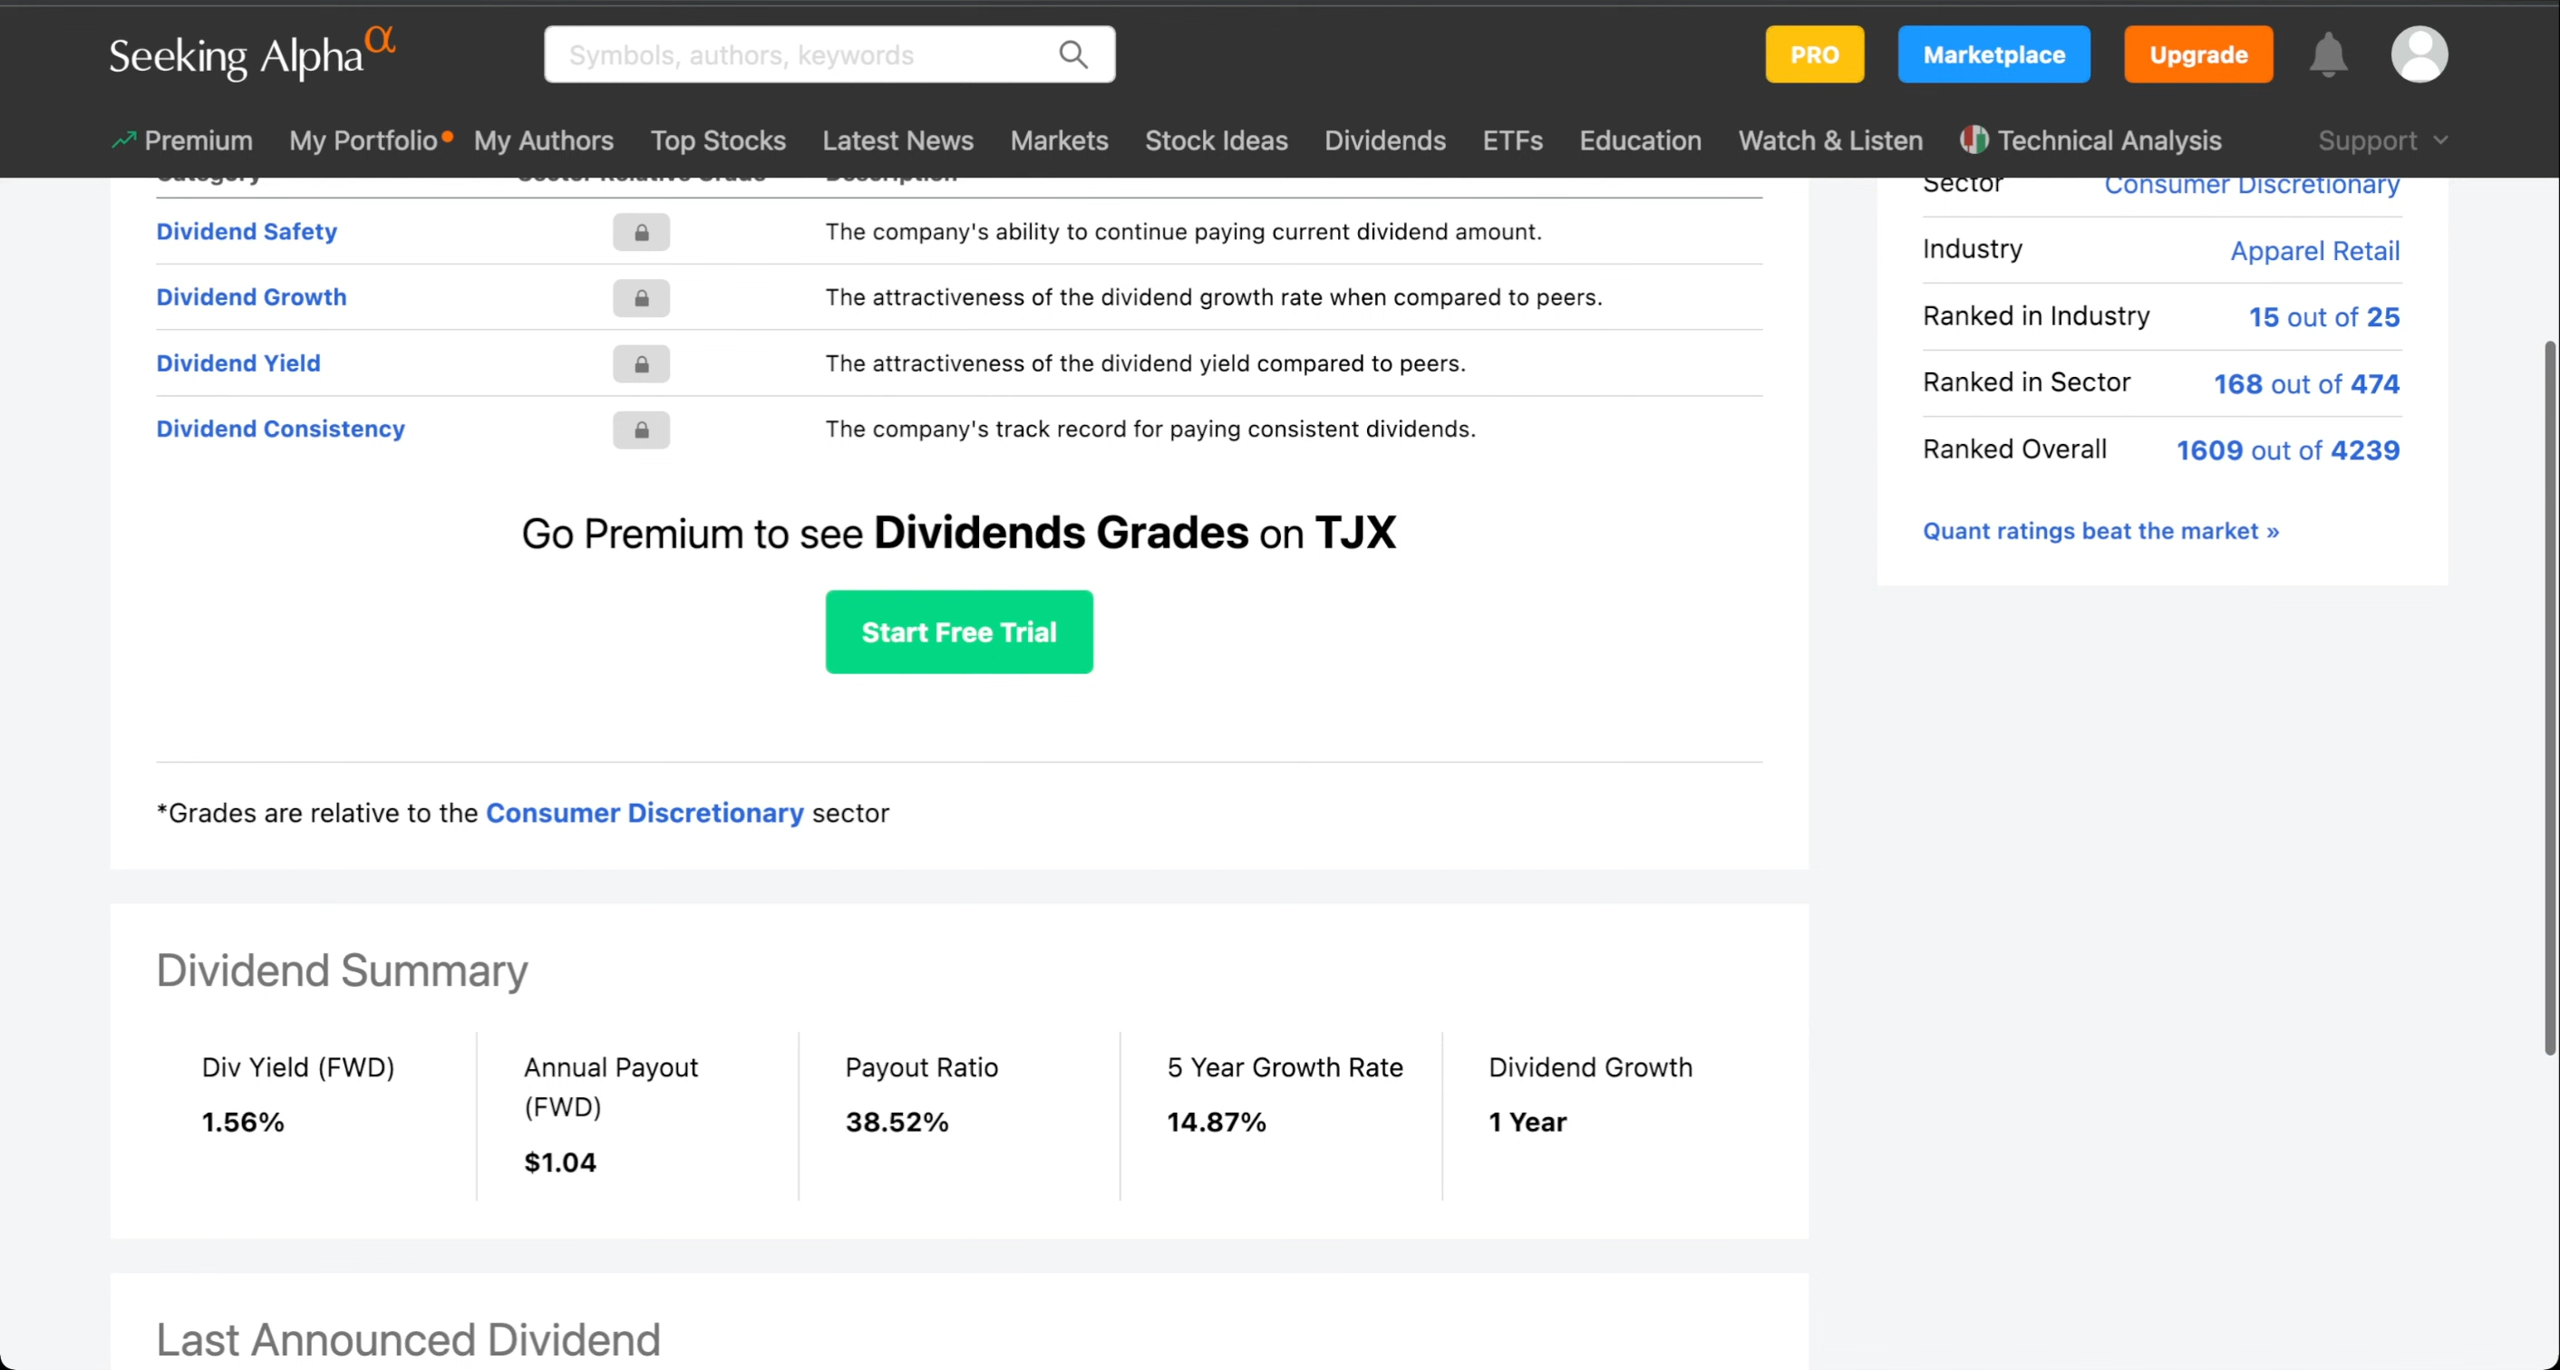 Seeking Alphaα
Symbols, authors, keywords
PRO
Marketplace
Upgrade
Premium My Portfolio My Authors Top Stocks Latest News Markets Stock Ideas Dividends ETFs Education Watch & Listen Technical Analysis Support
Category Sector Relative Grade Description
Dividend Safety The company's ability to continue paying current dividend amount.
Dividend Growth The attractiveness of the dividend growth rate when compared to peers.
Dividend Yield The attractiveness of the dividend yield compared to peers.
Dividend Consistency The company's track record for paying consistent dividends.
Go Premium to see Dividends Grades on TJX
Start Free Trial
*Grades are relative to the Consumer Discretionary sector
Sector Consumer Discretionary
Industry Apparel Retail
Ranked in Industry 15 out of 25
Ranked in Sector 168 out of 474
Ranked Overall 1609 out of 4239
Quant ratings beat the market »
Dividend Summary
Div Yield (FWD)
1.56%
Annual Payout
(FWD)
$1.04
Payout Ratio
38.52%
5 Year Growth Rate
14.87%
Dividend Growth
1 Year
Last Announced Dividend